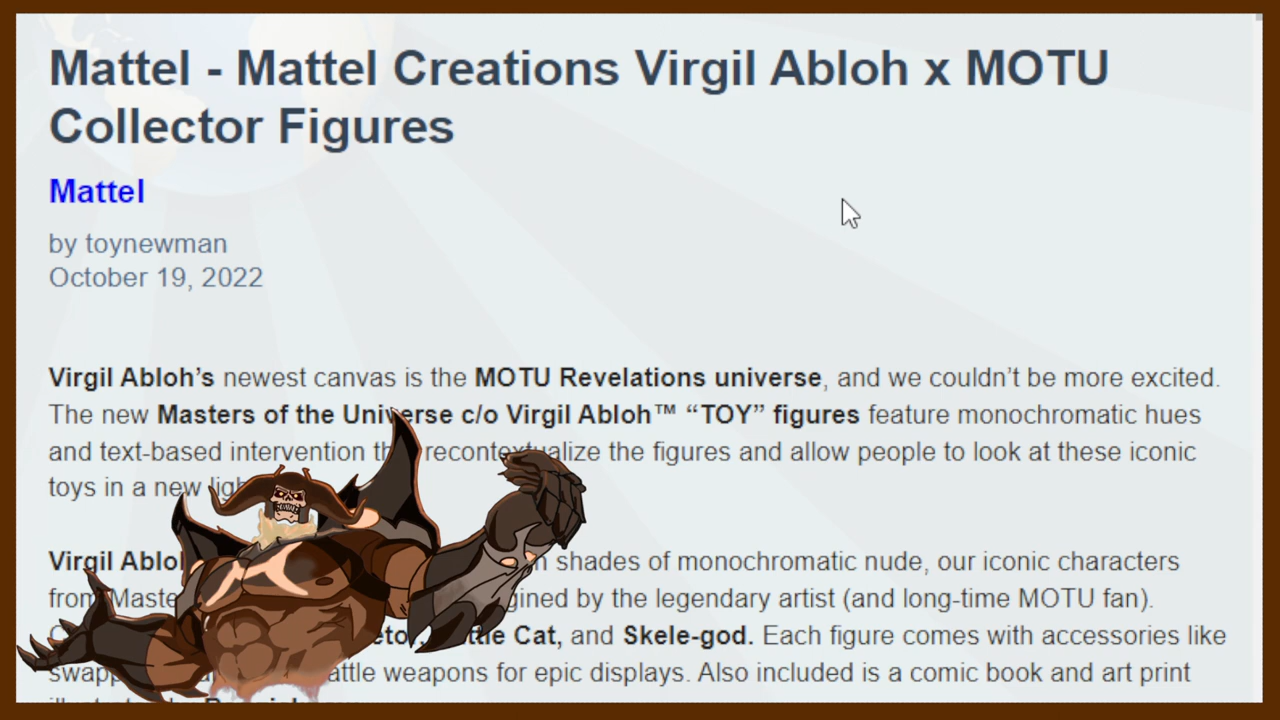 Mattel - Mattel Creations Virgil Abloh x MOTU
Collector Figures
Mattel
by toynewman
October 19, 2022
Virgil Abloh’s newest canvas is the MOTU Revelations universe, and we couldn’t be more excited.
The new Masters of the Universe c/o Virgil Abloh™ “TOY” figures feature monochromatic hues
and text-based intervention recontextualize the figures and allow people to look at these iconic
toys in a new
Virgil shades of monochromatic nude, our iconic characters
from by the legendary artist (and long-time MOTU fan).
Cat, and Skele-god. Each figure comes with accessories like
weapons for epic displays. Also included is a comic book and art print